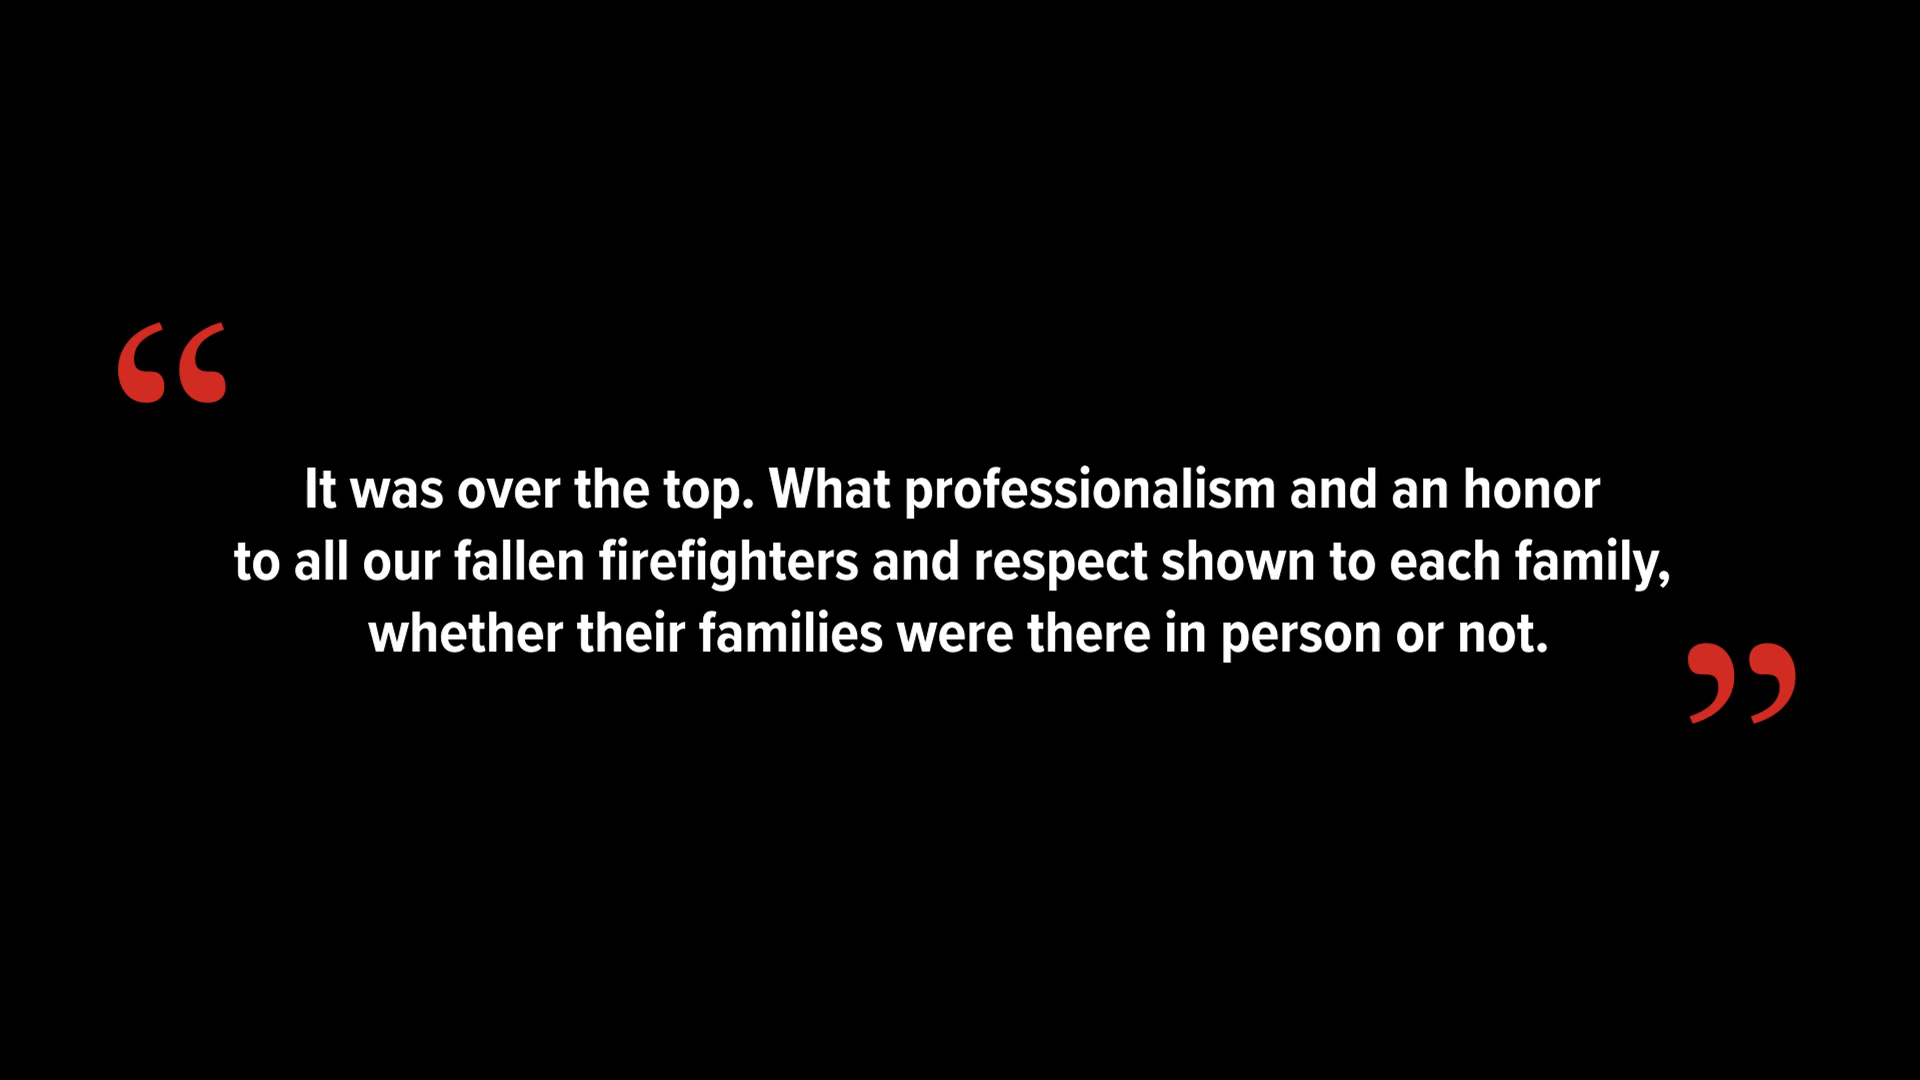 “
It was over the top. What professionalism and an honor
to all our fallen firefighters and respect shown to each family,
whether their families were there in person or not.
”